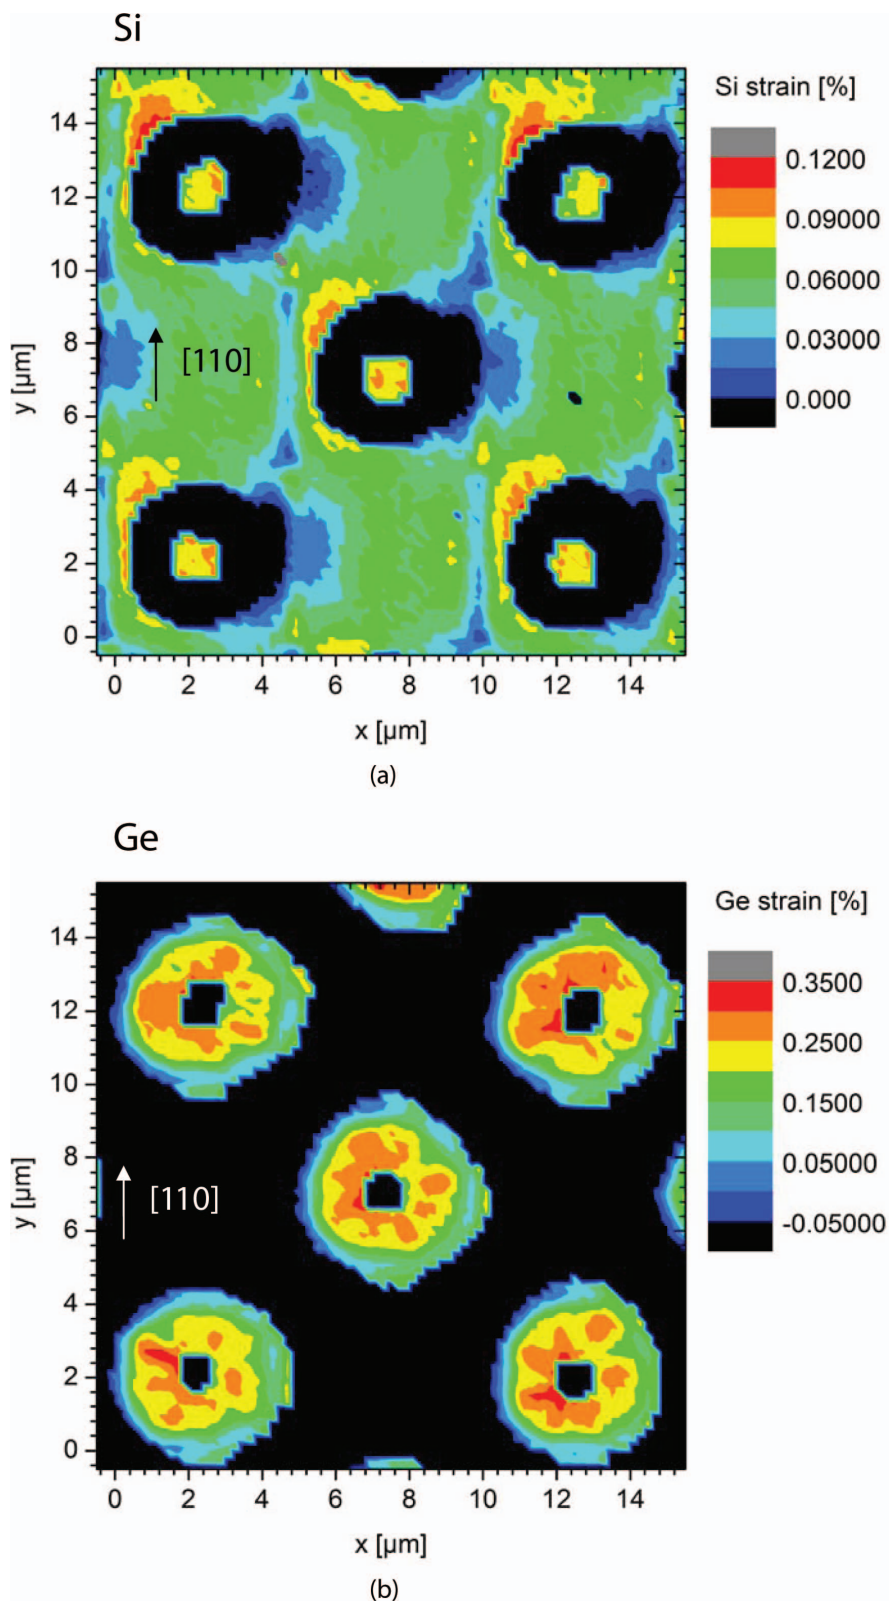 Si
Si strain [%]
14
12
10
8
6
4
2
0
y [µm]
[110]
0.1200
0.09000
0.06000
0.03000
0.000
0 2 4 6 8 10 12 14
x [µm]
(a)
Ge
Ge strain [%]
14
12
10
8
6
4
2
0
y [µm]
[110]
0.3500
0.2500
0.1500
0.05000
-0.05000
0 2 4 6 8 10 12 14
x [µm]
(b)